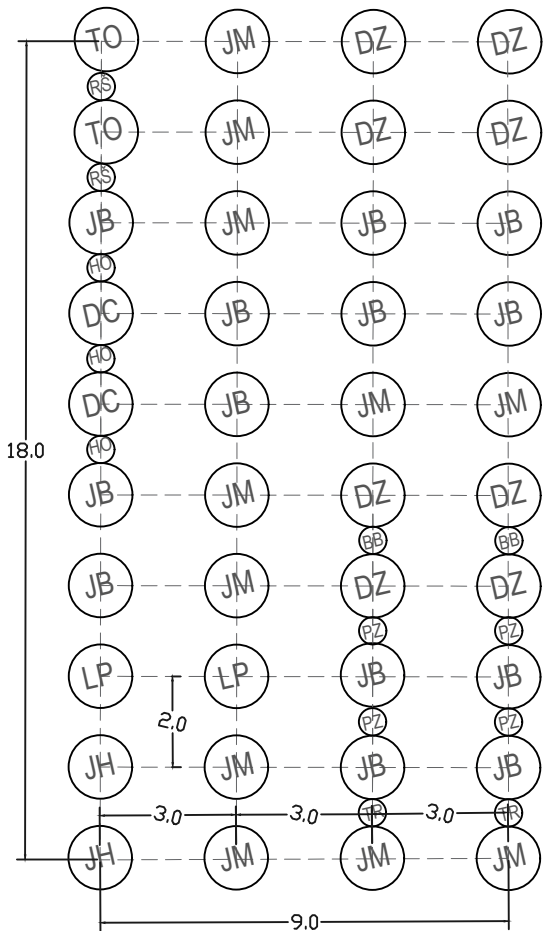 TO JM DZ DZ
RŠ
TO JM DZ DZ
RŠ
JB JM JB JB
HO
DC JB JB JB
HO
DC JB JM JM
18.0 HO
JB JM DZ DZ
BB BB
JB JM DZ DZ
PZ PZ
LP LP JB JB
2.0 PZ PZ
JH JM JB JB
3.0 3.0 TR 3.0 TR
JH JM JM JM
9.0